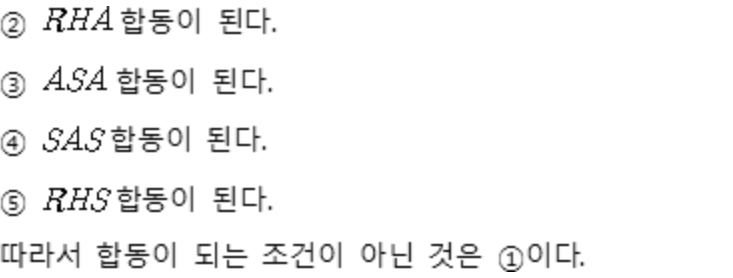 ② RHA 합동이 된다.
③ ASA 합동이 된다.
④ SAS 합동이 된다.
⑤ RHS 합동이 된다.
따라서 합동이 되는 조건이 아닌 것은 ①이다.